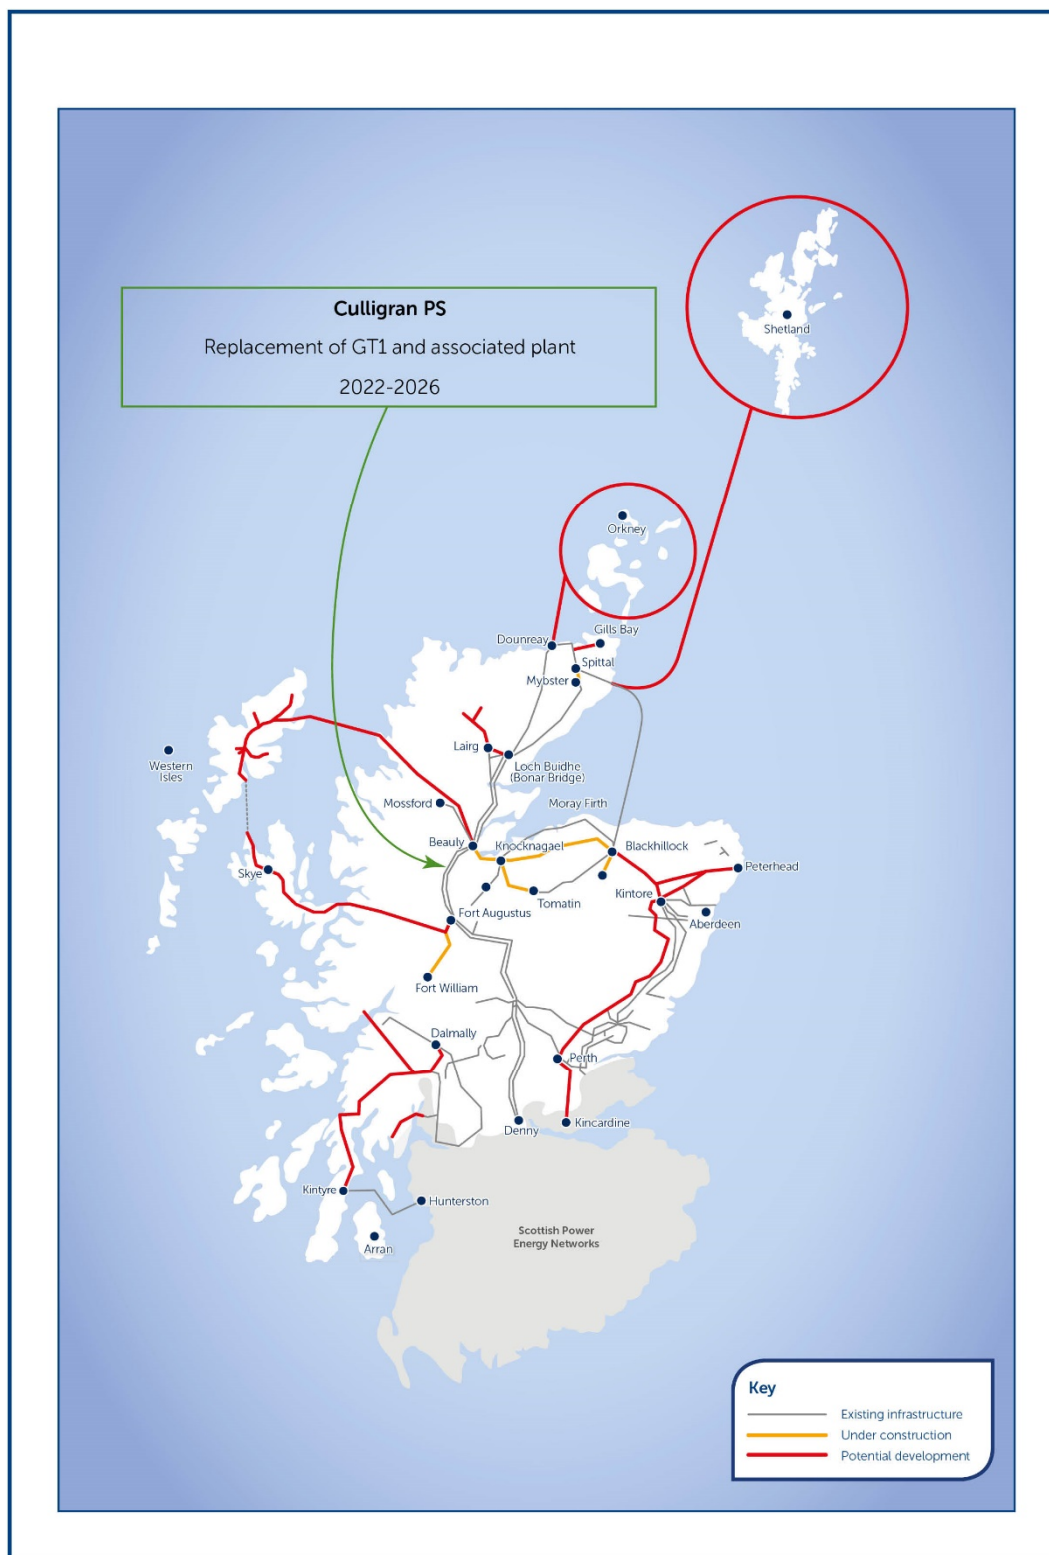 Culligran PS
Replacement of GT1 and associated plant
2022-2026
Shetland
Orkney
Gills Bay
Dounreay
Spittal
Mybster
Western
Isles
Lairg
Loch Buidhe
(Bonar Bridge)
Mossford
Moray Firth
Beauly
Knocknagael
Blackhillock
Peterhead
Skye
Tomatin
Kintore
Fort Augustus
Aberdeen
Fort William
Dalmally
Perth
Denny
Kincardine
Kintyre
Hunterston
Arran
Scottish Power
Energy Networks
Key
Existing infrastructure
Under construction
Potential development